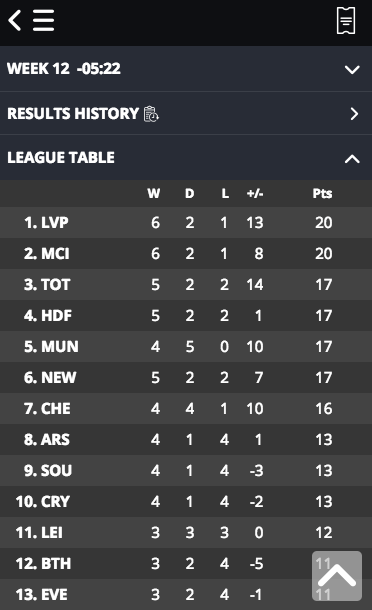 WEEK 12 -05:22
RESULTS HISTORY
LEAGUE TABLE
W D L +/- Pts
1. LVP 6 2 1 13 20
2. MCI 6 2 1 8 20
3. TOT 5 2 2 14 17
4. HDF 5 2 2 1 17
5. MUN 4 5 0 10 17
6. NEW 5 2 2 7 17
7. CHE 4 4 1 10 16
8. ARS 4 1 4 1 13
9. SOU 4 1 4 -3 13
10. CRY 4 1 4 -2 13
11. LEI 3 3 3 0 12
12. BTH 3 2 4 -5 11
13. EVE 3 2 4 -1 11